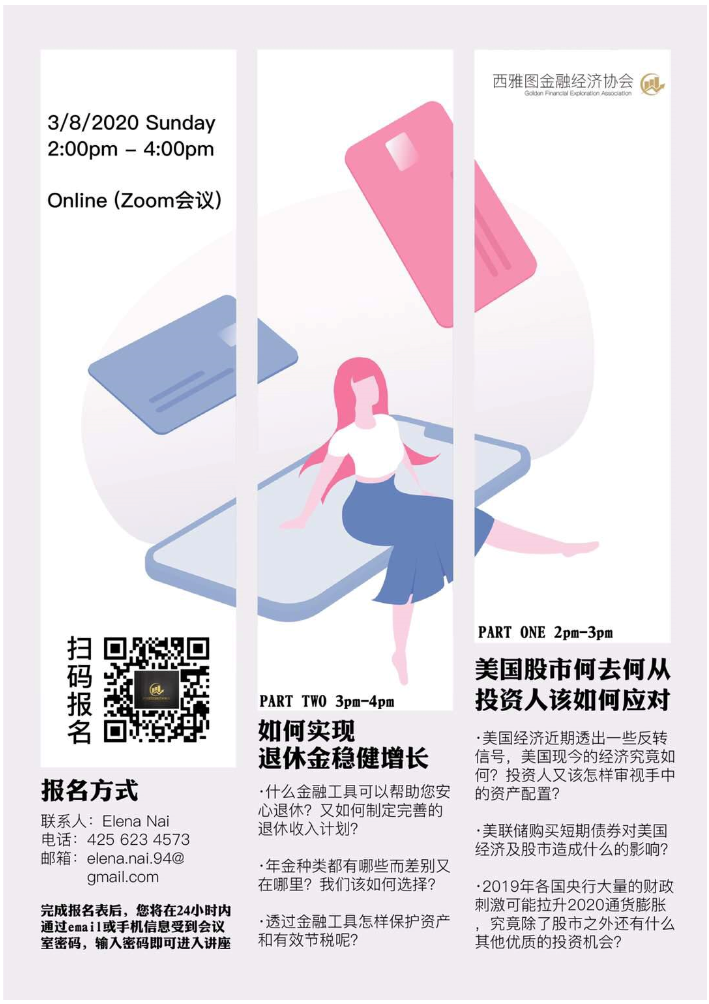 3/8/2020 Sunday
2:00pm – 4:00pm
Online (Zoom会议)
扫码报名
报名方式
联系人：Elena Nai
电话：425 623 4573
邮箱：elena.nai.94@
gmail.com
完成报名表后，您将在24小时内
通过email或手机信息受到会议
室密码，输入密码即可进入讲座
PART TWO 3pm-4pm
如何实现
退休金稳健增长
·什么金融工具可以帮助您安
心退休？又如何制定完善的
退休收入计划？
·年金种类都有哪些而差别又
在哪里？我们该如何选择？
·透过金融工具怎样保护资产
和有效节税呢？
西雅图金融经济协会
Golden Financial Exploration Association
PART ONE 2pm-3pm
美国股市何去何从
投资人该如何应对
·美国经济近期透出一些反转
信号，美国现今的经济究竟如
何？投资人又该怎样审视手中
的资产配置？
·美联储购买短期债券对美国
经济及股市造成什么的影响？
·2019年各国央行大量的财政
刺激可能拉升2020通货膨胀
，究竟除了股市之外还有什么
其他优质的投资机会？